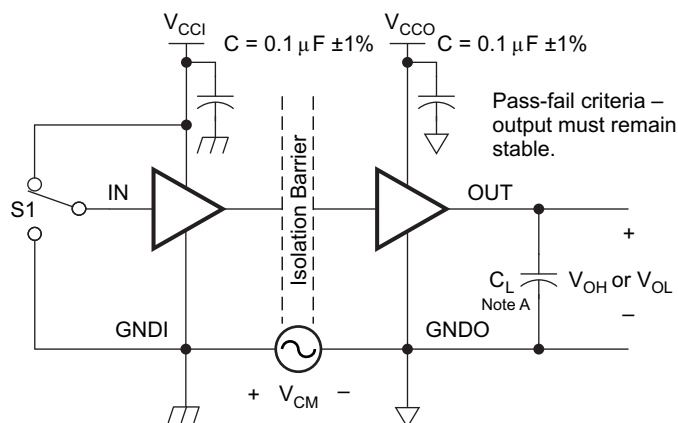 V_CCI
C = 0.1 μF ±1%
V_CCO
C = 0.1 μF ±1%
Pass-fail criteria –
output must remain
stable.
Isolation Barrier
S1
IN
OUT
+
C_L
Note A
V_OH or V_OL
–
GNDI
GNDO
+ V_CM –